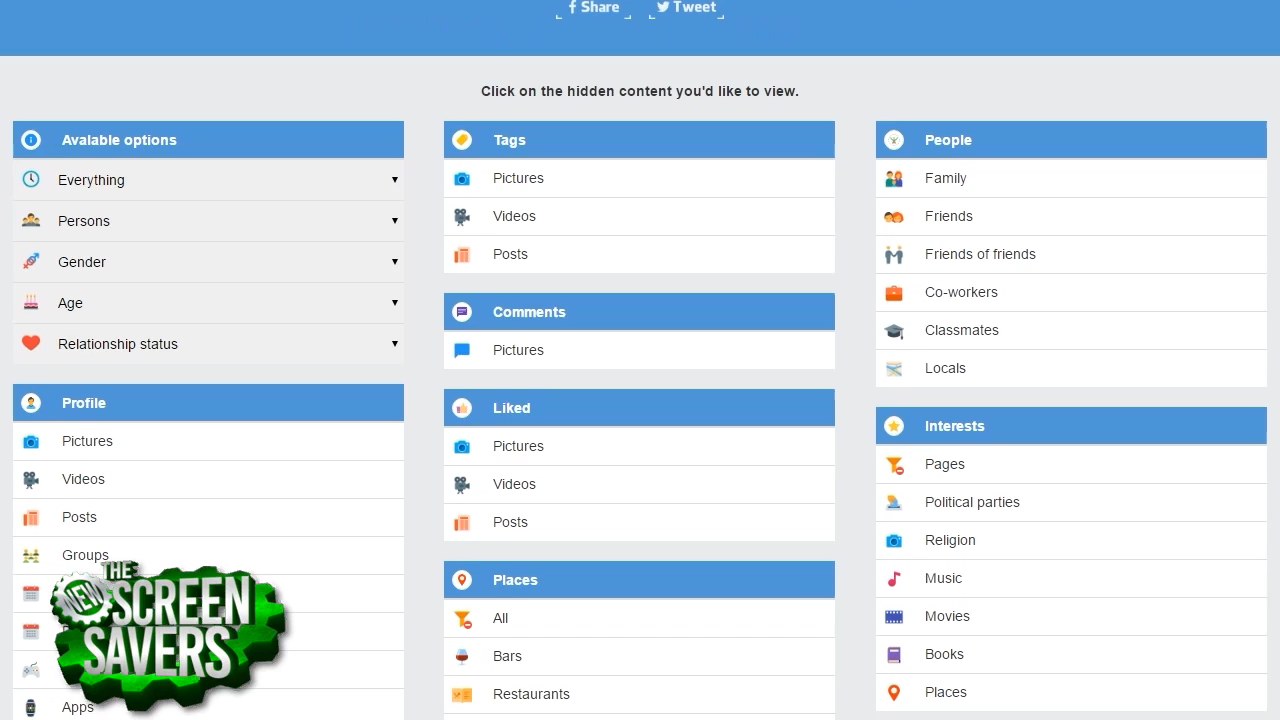 Share
Tweet
Click on the hidden content you'd like to view.
Avalable options
Everything
Persons
Gender
Age
Relationship status
Profile
Pictures
Videos
Posts
Groups
Apps
Tags
Pictures
Videos
Posts
Comments
Pictures
Liked
Pictures
Videos
Posts
Places
All
Bars
Restaurants
People
Family
Friends
Friends of friends
Co-workers
Classmates
Locals
Interests
Pages
Political parties
Religion
Music
Movies
Books
Places
THE
NEW
SCREEN
SAVERS